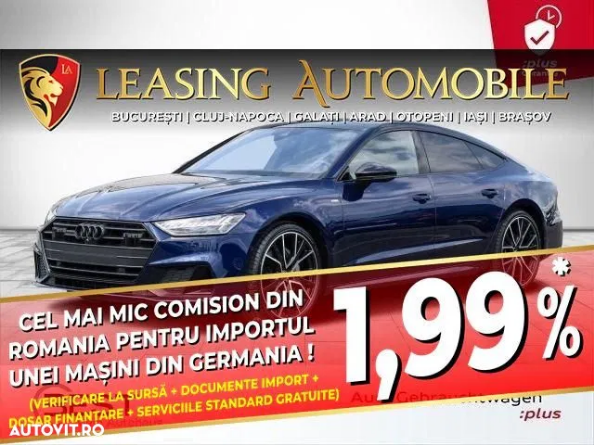 :plus
LA
LEASING AUTOMOBILE
BUCUREȘTI | CLUJ-NAPOCA | GALAȚI | ARAD | OTOPENI | IAȘI | BRAȘOV
CEL MAI MIC COMISION DIN
ROMANIA PENTRU IMPORTUL
UNEI MAȘINI DIN GERMANIA !
1,99%*
(VERIFICARE LA SURSĂ + DOCUMENTE IMPORT +
DOSAR FINANTARE + SERVICIILE STANDARD GRATUITE)
Gebrauchtwagen
:plus
AUTOVIT.RO